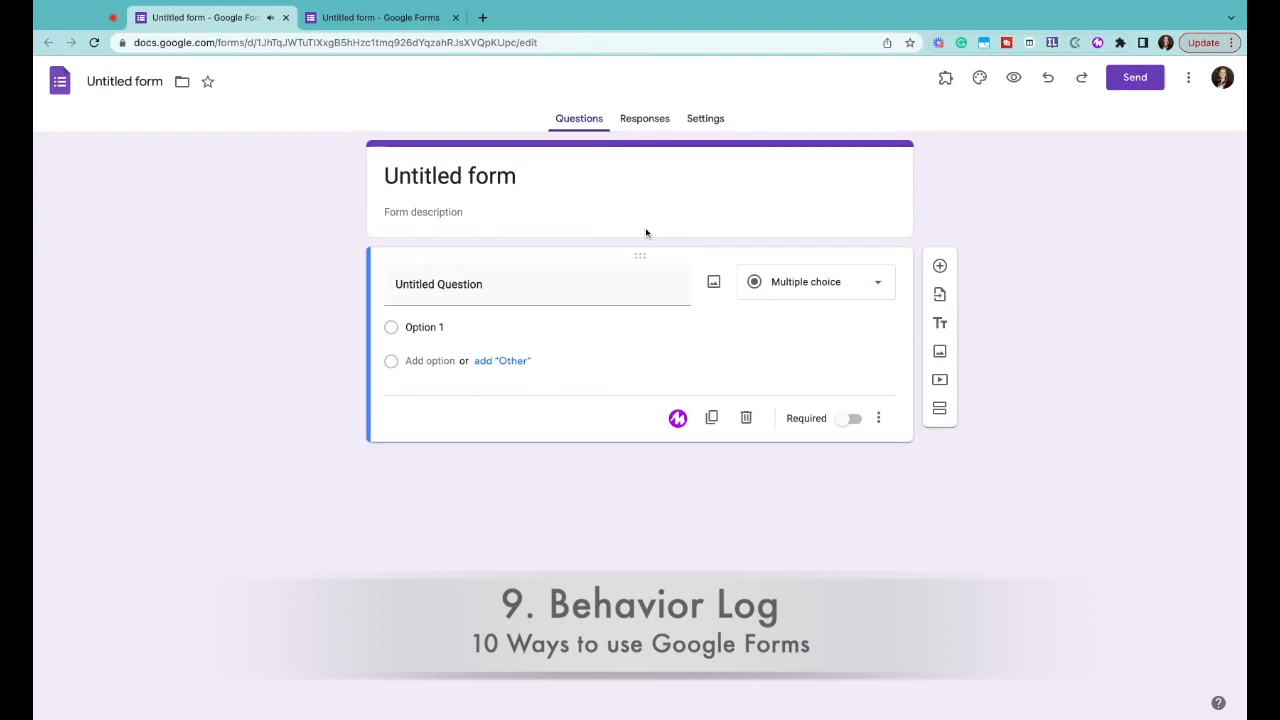 Untitled form - Google For
Untitled form - Google Forms
docs.google.com/forms/d/1JhTqJWTuTlXxgB5hHzc1tmq926dYqzahRJsXVQpKUpc/edit
Update
Untitled form
Send
Questions
Responses
Settings
Untitled form
Form description
Untitled Question
Multiple choice
Option 1
Add option or add "Other"
Required
9. Behavior Log
10 Ways to use Google Forms